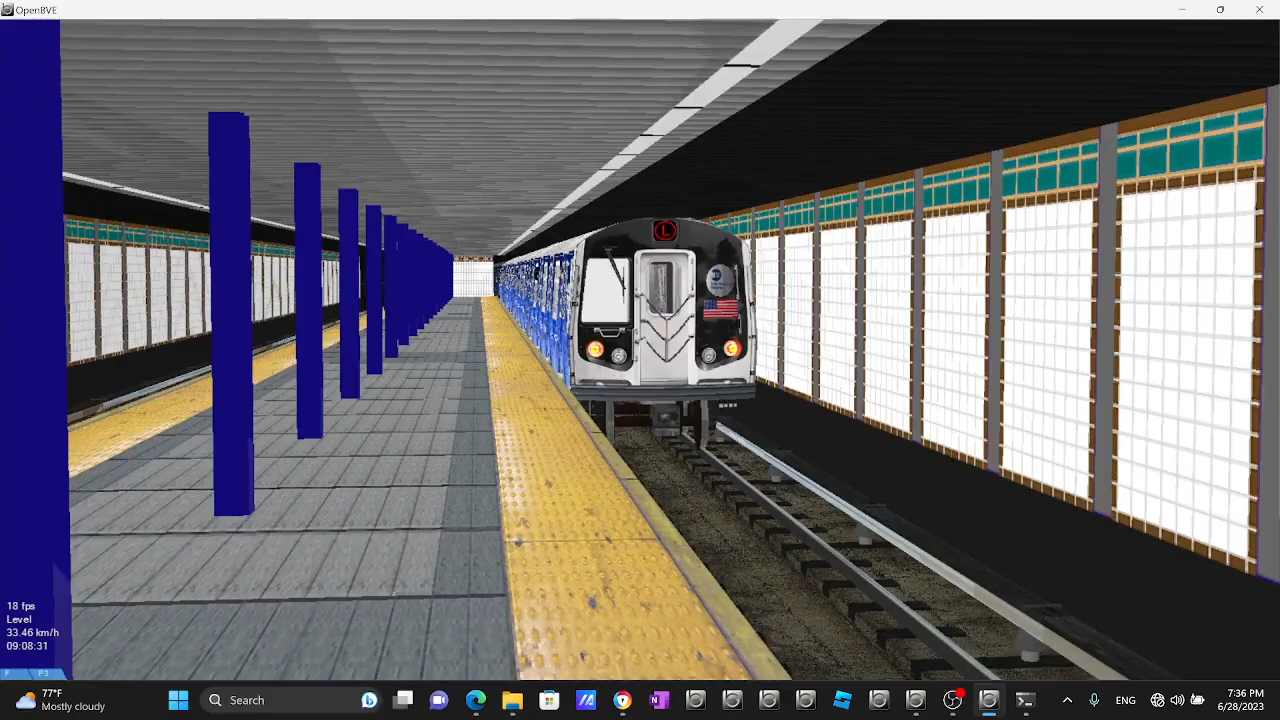 OpenBVE
L
18 fps
Level
33.46 km/h
09:08:31
F P3
77°F
Mostly cloudy
Search
ENG
7:36 PM
6/28/2023